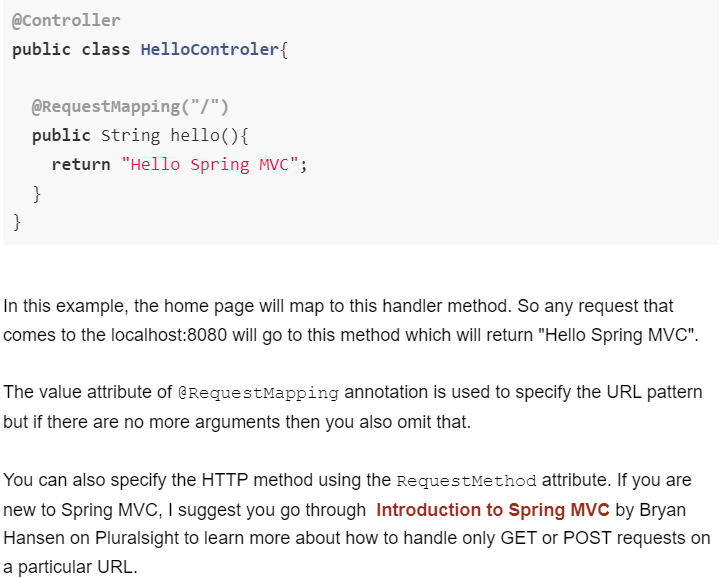 @Controller
public class HelloControler{
@RequestMapping("/")
public String hello(){
return "Hello Spring MVC";
}
}
In this example, the home page will map to this handler method. So any request that
comes to the localhost:8080 will go to this method which will return "Hello Spring MVC".
The value attribute of @RequestMapping annotation is used to specify the URL pattern
but if there are no more arguments then you also omit that.
You can also specify the HTTP method using the RequestMethod attribute. If you are
new to Spring MVC, I suggest you go through Introduction to Spring MVC by Bryan
Hansen on Pluralsight to learn more about how to handle only GET or POST requests on
a particular URL.